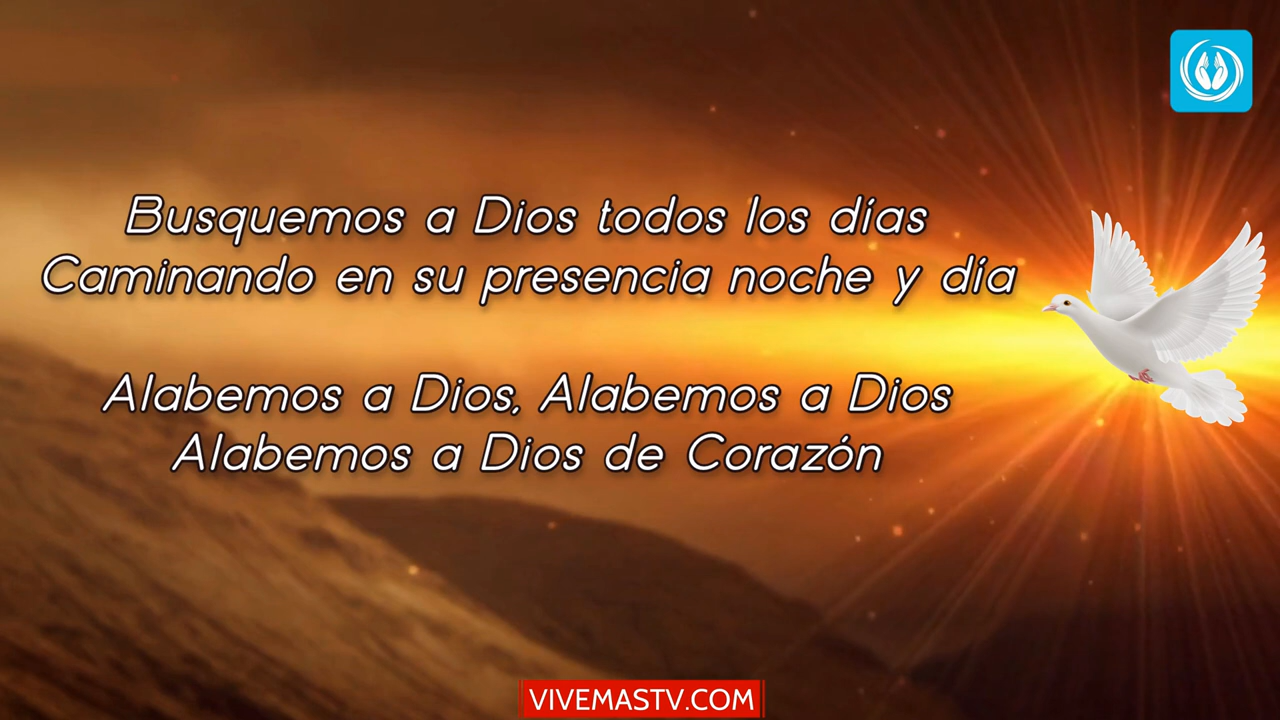 Busquemos a Dios todos los días
Caminando en su presencia noche y día
Alabemos a Dios, Alabemos a Dios
Alabemos a Dios de Corazón
VIVEMASTV.COM